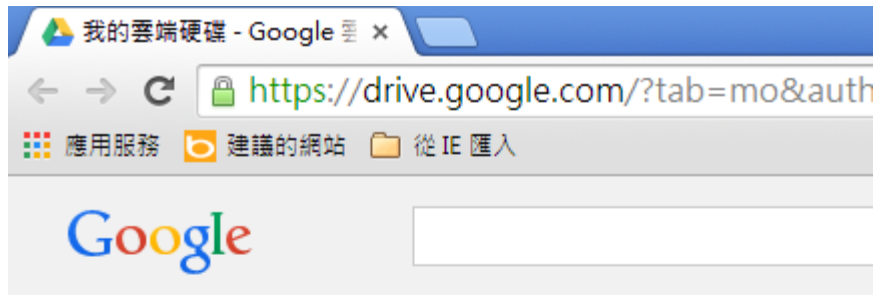 我的雲端硬碟 - Google 雲
https://drive.google.com/?tab=mo&auth
應用服務 建議的網站 從 IE 匯入
Google